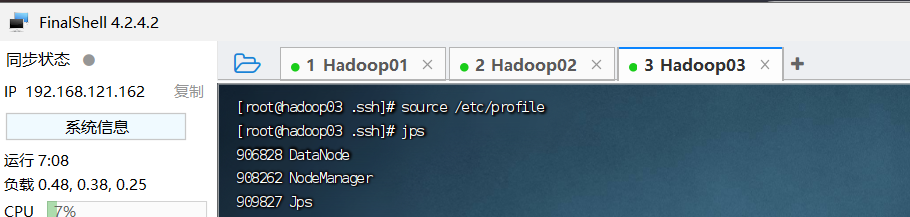 FinalShell 4.2.4.2
同步状态
IP 192.168.121.162 复制
系统信息
运行 7:08
负载 0.48, 0.38, 0.25
CPU 7%
1 Hadoop01
2 Hadoop02
3 Hadoop03
[root@hadoop03 .ssh]# source /etc/profile
[root@hadoop03 .ssh]# jps
906828 DataNode
908262 NodeManager
909827 Jps